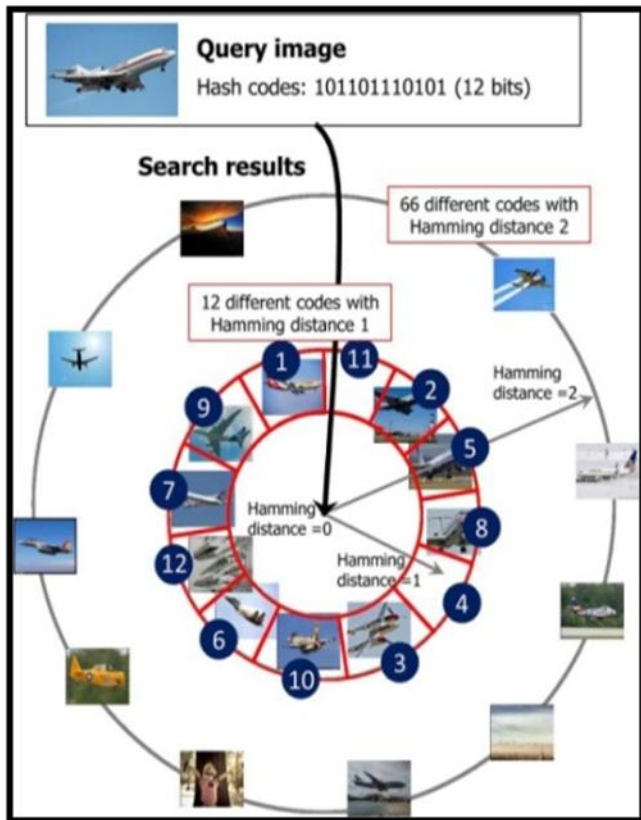 Query image
Hash codes: 101101110101 (12 bits)
Search results
66 different codes with
Hamming distance 2
12 different codes with
Hamming distance 1
1
11
2
9
5
Hamming
distance =2
7
8
Hamming
distance =0
Hamming
distance =1
12
4
6
3
10